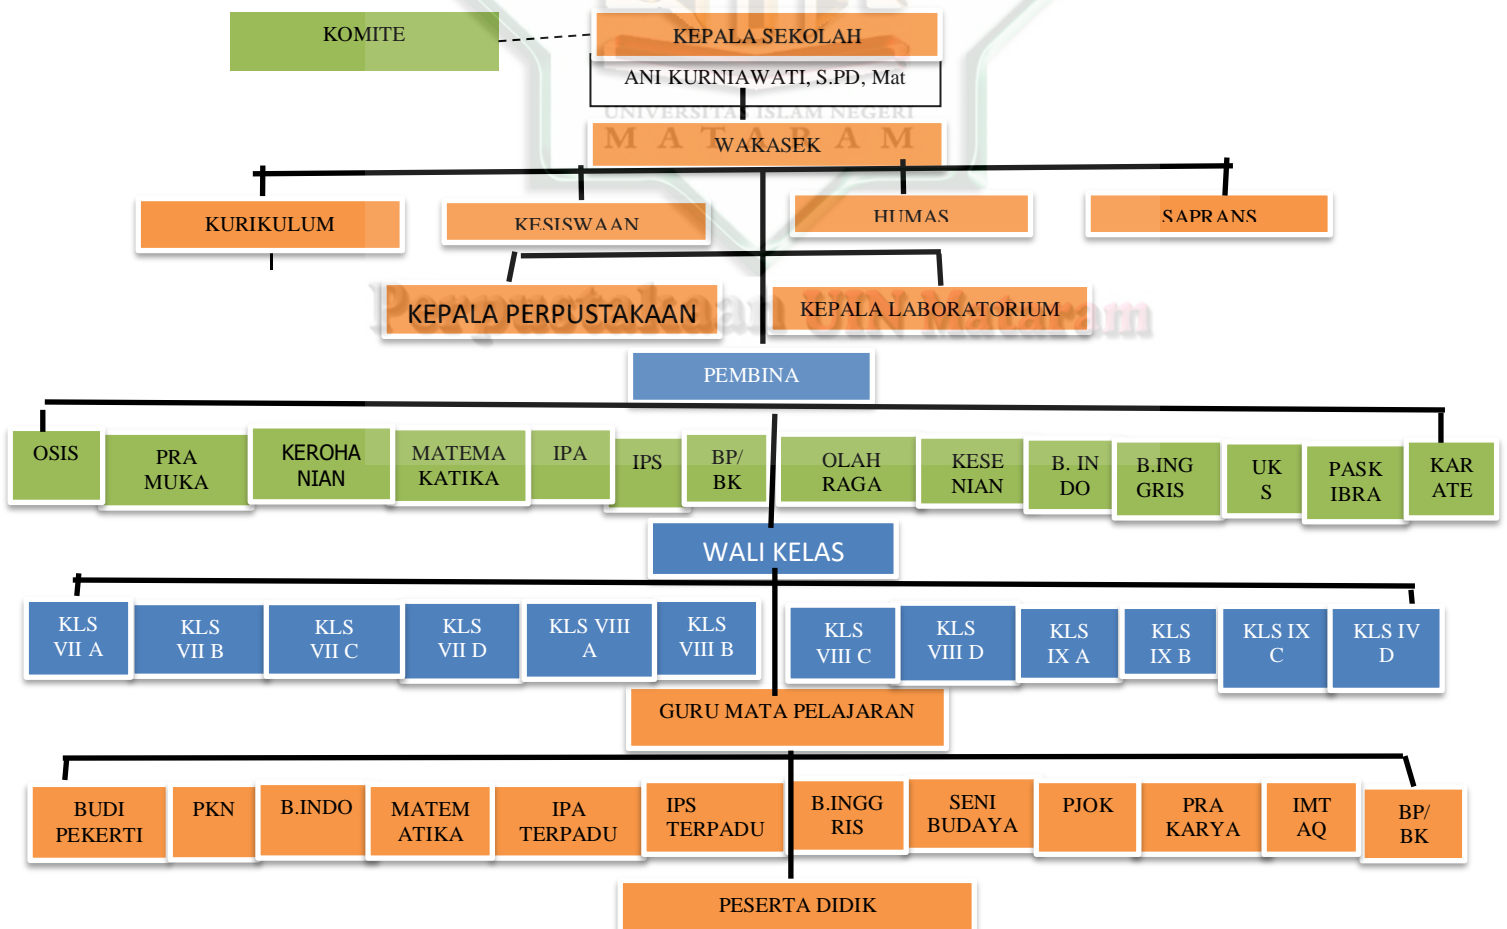 KOMITE
KEPALA SEKOLAH
ANI KURNIAWATI, S.PD, Mat
UNIVERSITAS ISLAM NEGERI
MATARAM
WAKASEK
KURIKULUM
KESISWAAN
HUMAS
SAPRANS
KEPALA PERPUSTAKAAN
KEPALA LABORATORIUM
Perpustakaan UIN Mataram
PEMBINA
OSIS
PRA
MUKA
KEROHA
NIAN
MATEMA
KATIKA
IPA
IPS
BP/
BK
OLAH
RAGA
KESE
NIAN
B. IN
DO
B.ING
GRIS
UK
S
PASK
IBRA
KAR
ATE
WALI KELAS
KLS
VII A
KLS
VII B
KLS
VII C
KLS
VII D
KLS VIII
A
KLS
VIII B
KLS
VIII C
KLS
VIII D
KLS
IX A
KLS
IX B
KLS IX
C
KLS IV
D
GURU MATA PELAJARAN
BUDI
PEKERTI
PKN
B.INDO
MATEM
ATIKA
IPA
TERPADU
IPS
TERPADU
B.INGG
RIS
SENI
BUDAYA
PJOK
PRA
KARYA
IMT
AQ
BP/
BK
PESERTA DIDIK